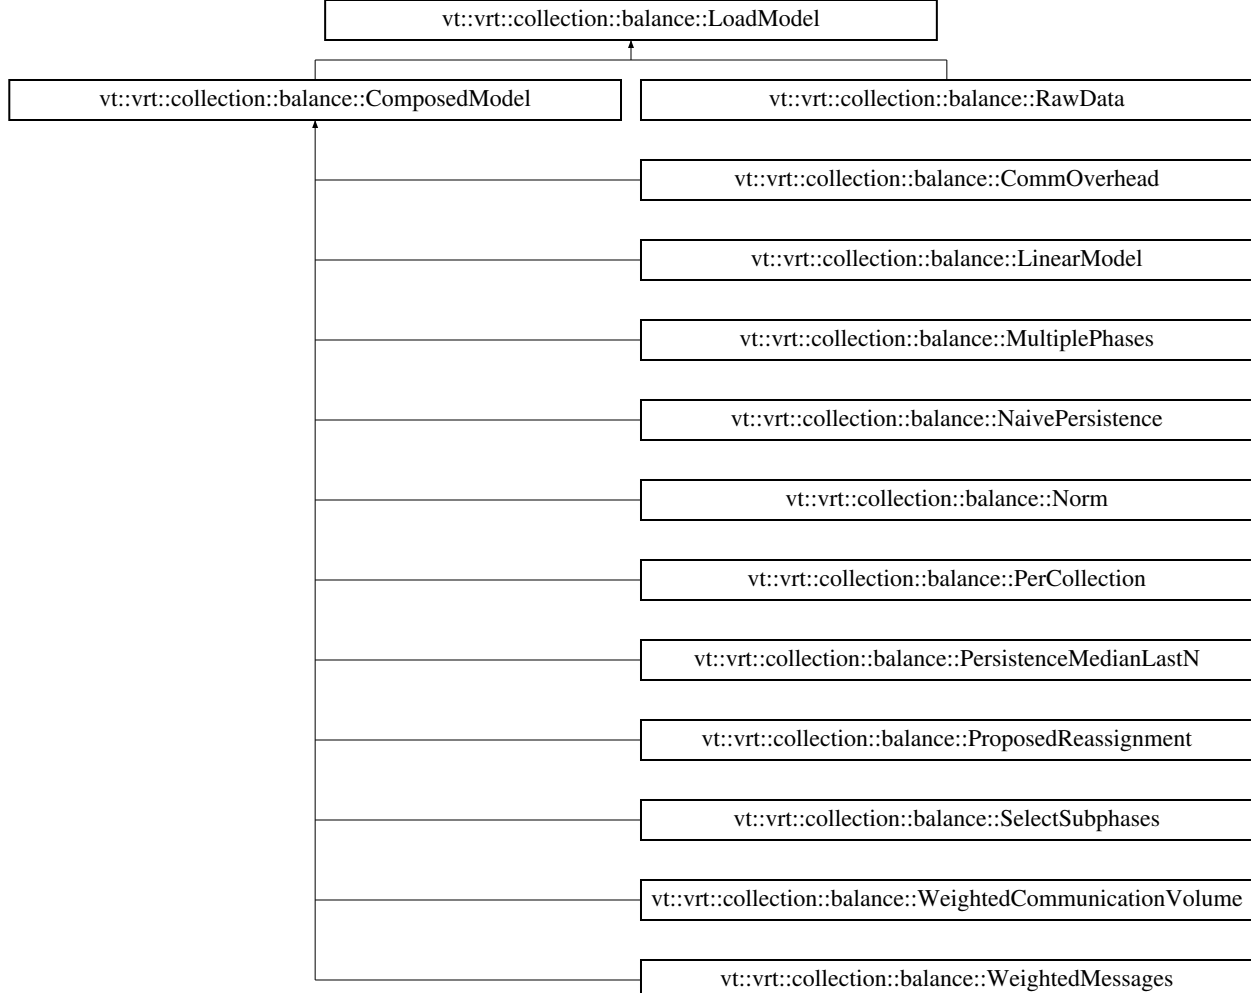 vt::vrt::collection::balance::LoadModel
vt::vrt::collection::balance::ComposedModel
vt::vrt::collection::balance::RawData
vt::vrt::collection::balance::CommOverhead
vt::vrt::collection::balance::LinearModel
vt::vrt::collection::balance::MultiplePhases
vt::vrt::collection::balance::NaivePersistence
vt::vrt::collection::balance::Norm
vt::vrt::collection::balance::PerCollection
vt::vrt::collection::balance::PersistenceMedianLastN
vt::vrt::collection::balance::ProposedReassignment
vt::vrt::collection::balance::SelectSubphases
vt::vrt::collection::balance::WeightedCommunicationVolume
vt::vrt::collection::balance::WeightedMessages